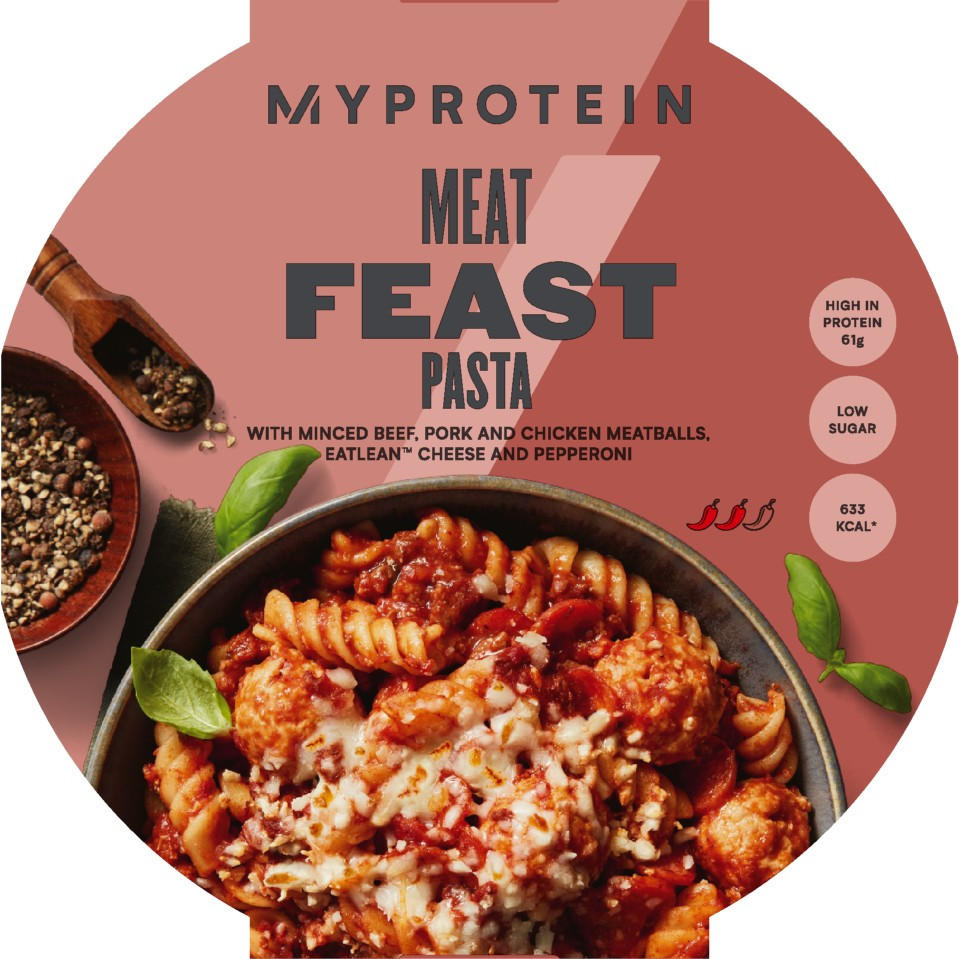 MYPROTEIN
MEAT
FEAST
PASTA
WITH MINCED BEEF, PORK AND CHICKEN MEATBALLS,
EATLEAN™ CHEESE AND PEPPERONI
HIGH IN
PROTEIN
61g
LOW
SUGAR
633
KCAL*